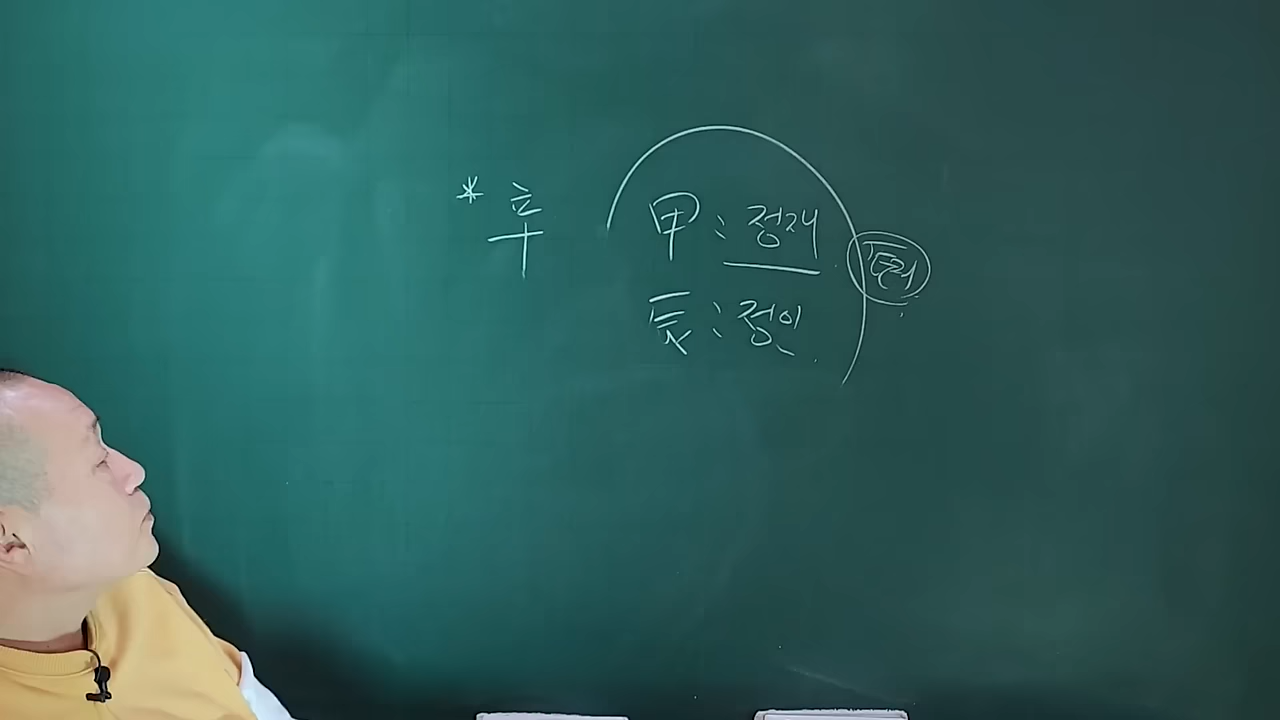 * 辛
甲 : 정재
辰 : 정인